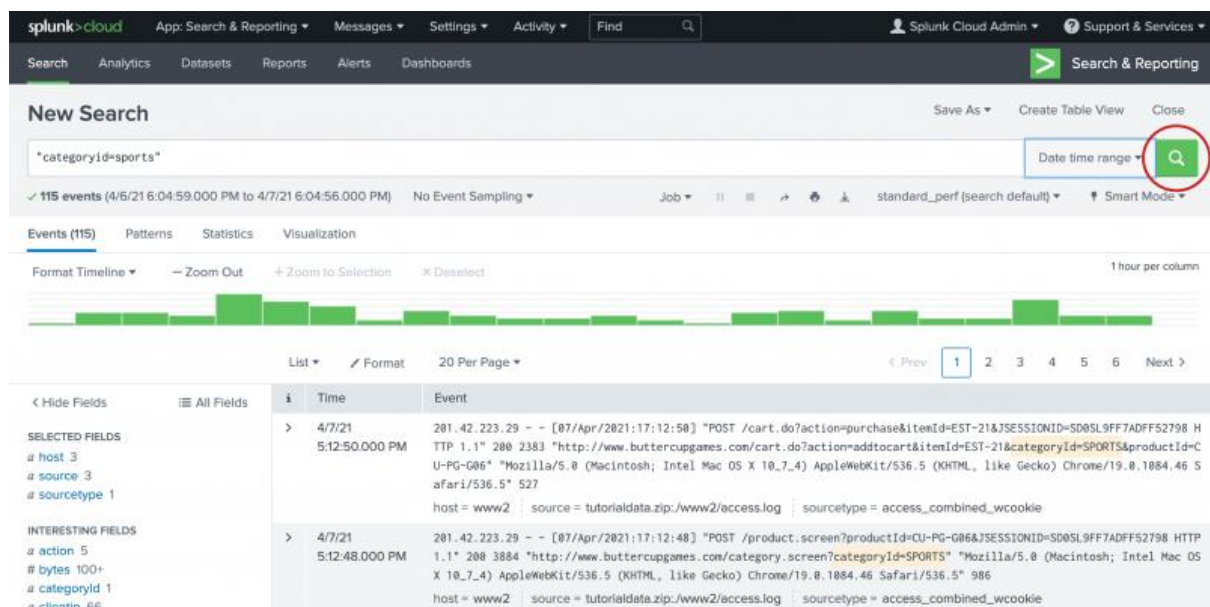 splunk>cloud App: Search & Reporting Messages Settings Activity Find Splunk Cloud Admin Support & Services
Search Analytics Datasets Reports Alerts Dashboards Search & Reporting
New Search Save As Create Table View Close
"categoryid=sports" Date time range
115 events (4/6/21 6:04:59.000 PM to 4/7/21 6:04:56.000 PM) No Event Sampling Job standard_perf (search default) Smart Mode
Events (115) Patterns Statistics Visualization
Format Timeline — Zoom Out + Zoom to Selection × Deselect 1 hour per column
List Format 20 Per Page < Prev 1 2 3 4 5 6 Next >
< Hide Fields All Fields i Time Event
SELECTED FIELDS
a host 3
a source 3
a sourcetype 1
INTERESTING FIELDS
a action 5
# bytes 100+
a categoryId 1
a clientip 66
> 4/7/21
5:12:50.000 PM
201.42.223.29 - - [07/Apr/2021:17:12:50] "POST /cart.do?action=purchase&itemId=EST-21&JSESSIONID=SD05L9FF7ADFF52798 H
TTP 1.1" 200 2383 "http://www.buttercupgames.com/cart.do?action=addtocart&itemId=EST-21&categoryId=SPORTS&productId=C
U-PG-G06" "Mozilla/5.0 (Macintosh; Intel Mac OS X 10_7_4) AppleWebKit/536.5 (KHTML, like Gecko) Chrome/19.0.1084.46 S
afari/536.5" 527
host = www2 source = tutorialdata.zip:/www2/access.log sourcetype = access_combined_wcookie
> 4/7/21
5:12:48.000 PM
201.42.223.29 - - [07/Apr/2021:17:12:48] "POST /product.screen?productId=CU-PG-G06&JSESSIONID=SD0SL9FF7ADFF52798 HTTP
1.1" 200 3884 "http://www.buttercupgames.com/category.screen?categoryId=SPORTS" "Mozilla/5.0 (Macintosh; Intel Mac OS
X 10_7_4) AppleWebKit/536.5 (KHTML, like Gecko) Chrome/19.0.1084.46 Safari/536.5" 986
host = www2 source = tutorialdata.zip:/www2/access.log sourcetype = access_combined_wcookie